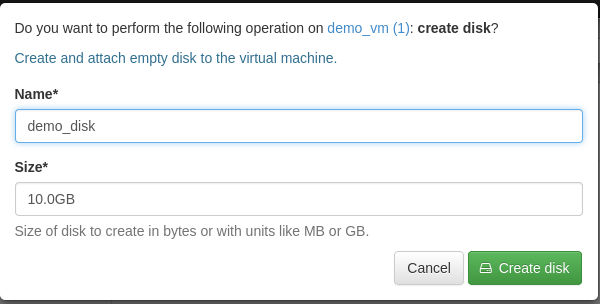 Do you want to perform the following operation on demo_vm (1): create disk?
Create and attach empty disk to the virtual machine.
Name*
demo_disk
Size*
10.0GB
Size of disk to create in bytes or with units like MB or GB.
Cancel
Create disk